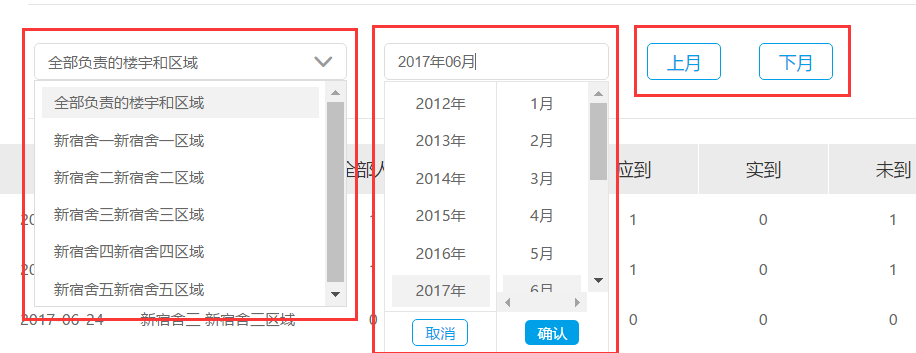 全部负责的楼宇和区域
2017年06月
上月
下月
全部负责的楼宇和区域
新宿舍一新宿舍一区域
新宿舍二新宿舍二区域
新宿舍三新宿舍三区域
新宿舍四新宿舍四区域
新宿舍五新宿舍五区域
2012年
1月
2013年
2月
2014年
3月
2015年
4月
2016年
5月
2017年
6月
取消
确认
全部人
应到
实到
未到
1
0
1
1
0
1
2017-06-24
新宿舍三 新宿舍三区域
0
0
0
0